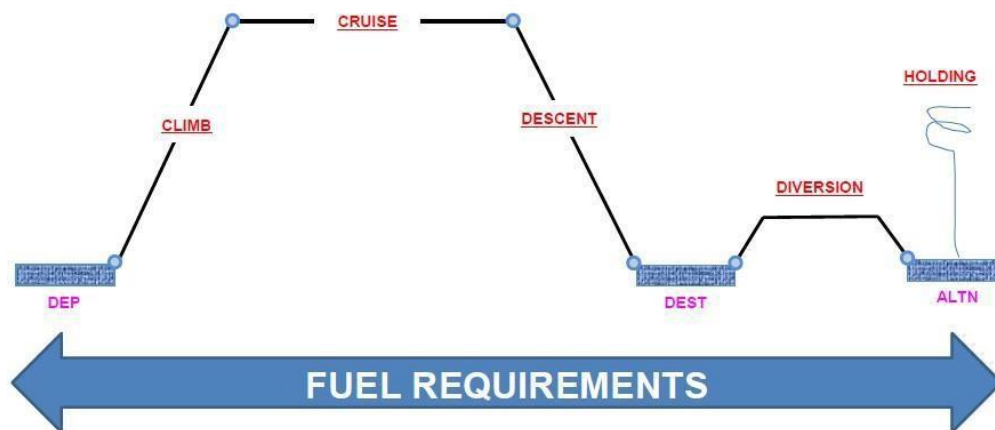 CRUISE
HOLDING
CLIMB
DESCENT
DIVERSION
DEP
DEST
ALTN
FUEL REQUIREMENTS